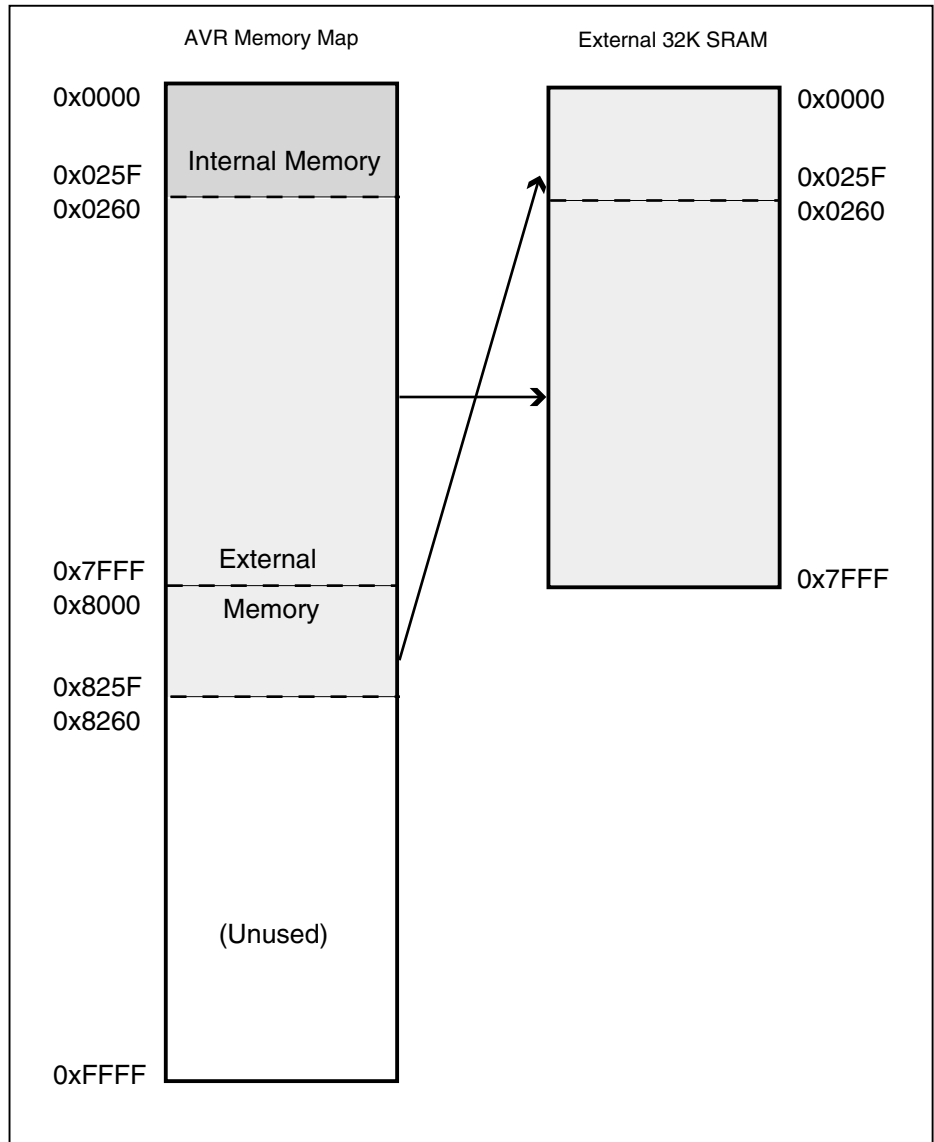 AVR Memory Map
External 32K SRAM
0x0000
Internal Memory
0x025F
0x0260
External
0x7FFF
0x8000
Memory
0x825F
0x8260
(Unused)
0xFFFF
0x0000
0x025F
0x0260
0x7FFF